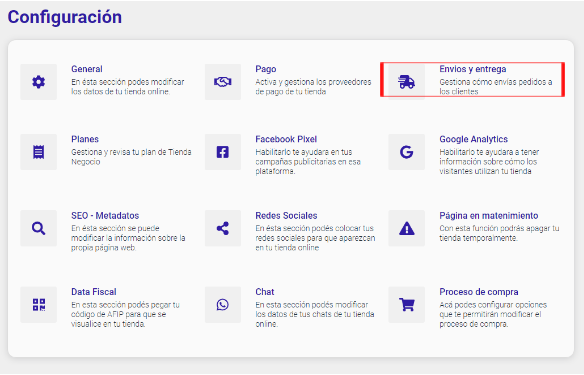 Configuración
General
En ésta sección podes modificar
los datos de tu tienda online.
Pago
Activa y gestiona los proveedores
de pago de tu tienda
Envios y entrega
Gestiona cómo envías pedidos a
los clientes
Planes
Gestiona y revisa tu plan de Tienda
Negocio
Facebook Pixel
Habilitarlo te ayudara en tus
campañas publicitarias en esa
plataforma.
Google Analytics
Habilitarlo te ayudara a tener
información sobre cómo los
visitantes utilizan tu tienda
SEO - Metadatos
En ésta sección se puede
modificar la información sobre la
propia página web.
Redes Sociales
En ésta sección podés colocar tus
redes sociales para que aparezcan
en tu tienda online
Página en matenimiento
Con esta función podrás apagar tu
tienda temporalmente.
Data Fiscal
En esta sección podés pegar tu
código de AFIP para que se
visualice en tu tienda.
Chat
En esta sección podés modificar
los datos de tus chats de tu tienda
online.
Proceso de compra
Acá podes configurar opciones
que te permitirán modificar el
proceso de compra.